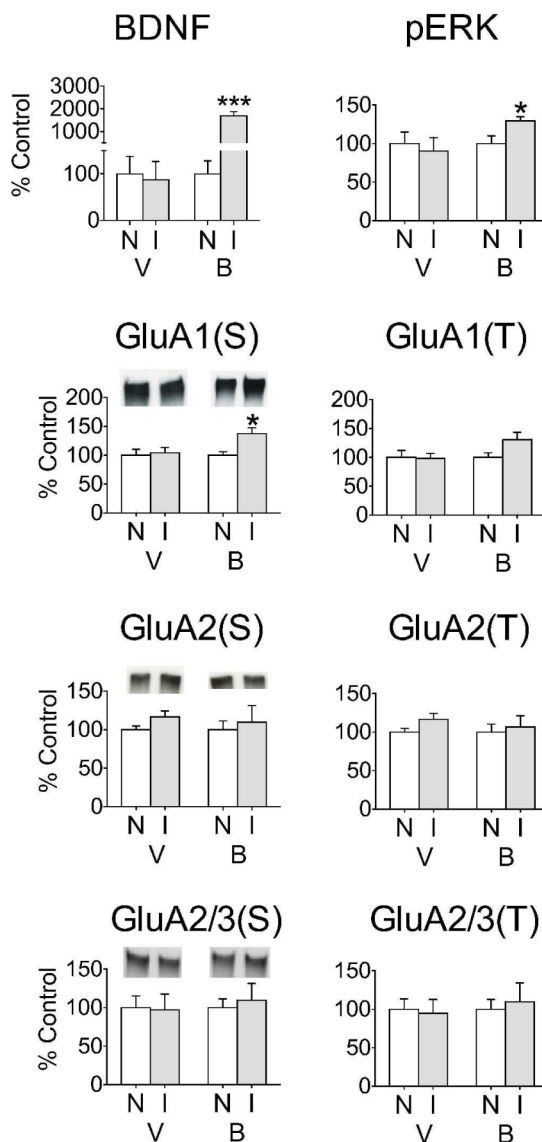 BDNF pERK
3000
2000
1000
100
0
% Control
***
N I N I
V B
150
100
50
0
*
N I N I
V B
GluA1(S) GluA1(T)
200
150
100
50
0
% Control
*
N I N I
V B
200
150
100
50
0
N I N I
V B
GluA2(S) GluA2(T)
150
100
50
0
% Control
N I N I
V B
150
100
50
0
N I N I
V B
GluA2/3(S) GluA2/3(T)
150
100
50
0
% Control
N I N I
V B
150
100
50
0
N I N I
V B